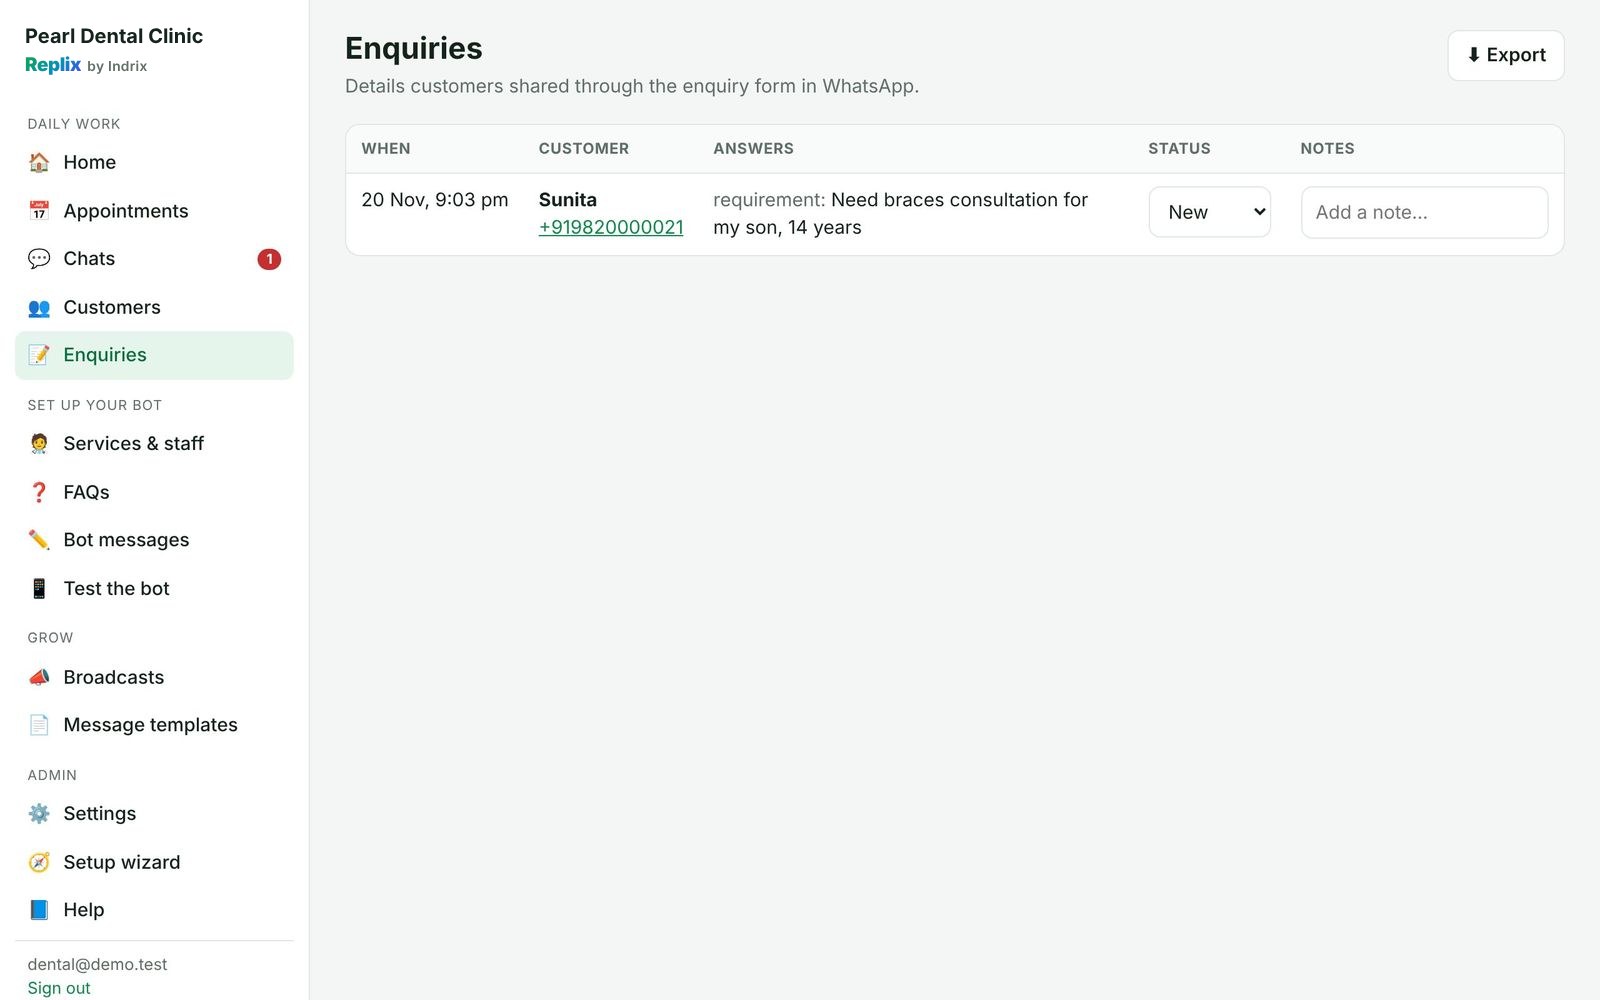 Pearl Dental Clinic
Replix by Indrix
DAILY WORK
Home
Appointments
Chats 1
Customers
Enquiries
SET UP YOUR BOT
Services & staff
FAQs
Bot messages
Test the bot
GROW
Broadcasts
Message templates
ADMIN
Settings
Setup wizard
Help
dental@demo.test
Sign out
Enquiries
Export
Details customers shared through the enquiry form in WhatsApp.
WHEN CUSTOMER ANSWERS STATUS NOTES
20 Nov, 9:03 pm Sunita requirement: Need braces consultation for New Add a note...
+919820000021 my son, 14 years